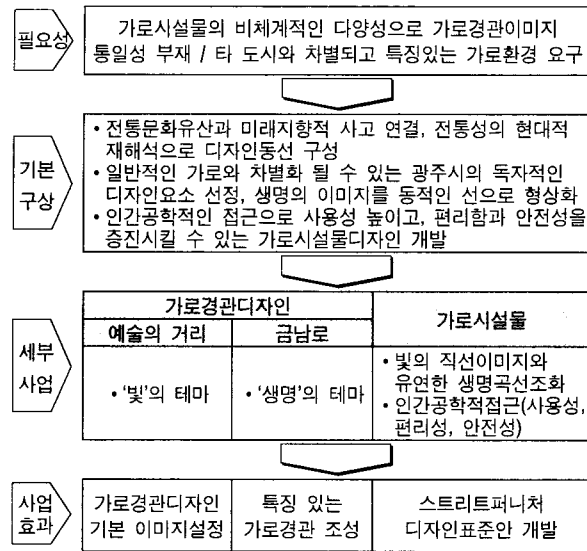 필요성
가로시설물의 비체계적인 다양성으로 가로경관이미지
통일성 부재 / 타 도시와 차별되고 특징있는 가로환경 요구
기본
구상
• 전통문화유산과 미래지향적 사고 연결, 전통성의 현대적
재해석으로 디자인동선 구성
• 일반적인 가로와 차별화 될 수 있는 광주시의 독자적인
디자인요소 선정, 생명의 이미지를 동적인 선으로 형상화
• 인간공학적인 접근으로 사용성 높이고, 편리함과 안전성을
증진시킬 수 있는 가로시설물디자인 개발
세부
사업
가로경관디자인
가로시설물
예술의 거리
금남로
• '빛'의 테마
• '생명'의 테마
• 빛의 직선이미지와
유연한 생명곡선조화
• 인간공학적접근(사용성,
편리성, 안전성)
사업
효과
가로경관디자인
기본 이미지설정
특징 있는
가로경관 조성
스트리트퍼니처
디자인표준안 개발